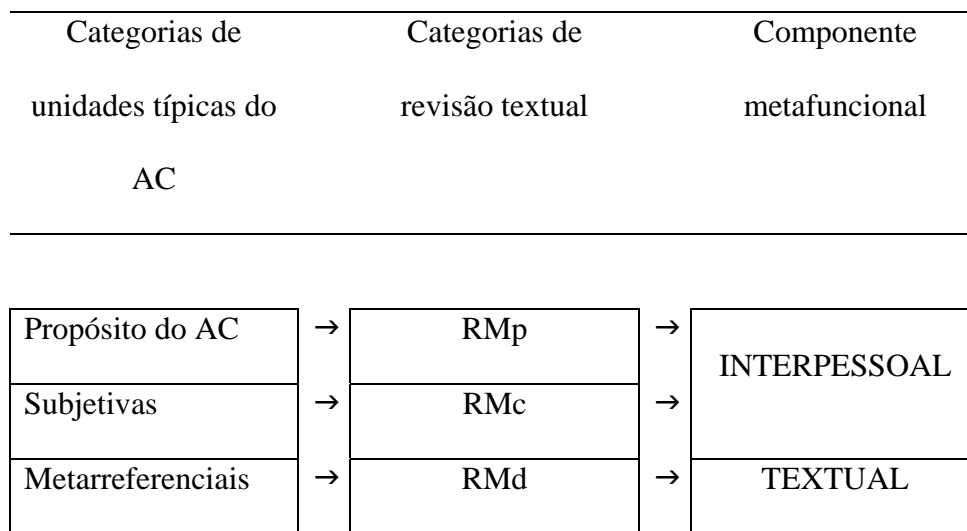 Categorias de Categorias de Componente
unidades típicas do revisão textual metafuncional
AC
Propósito do AC → RMp →
INTERPESSOAL
Subjetivas → RMc →
Metarreferenciais → RMd → TEXTUAL